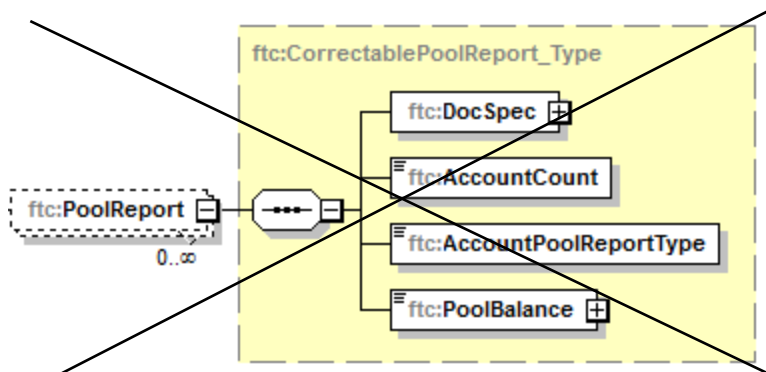 ftc:CorrectablePoolReport_Type
ftc:DocSpec
ftc:AccountCount
ftc:PoolReport
0..∞
ftc:AccountPoolReportType
ftc:PoolBalance